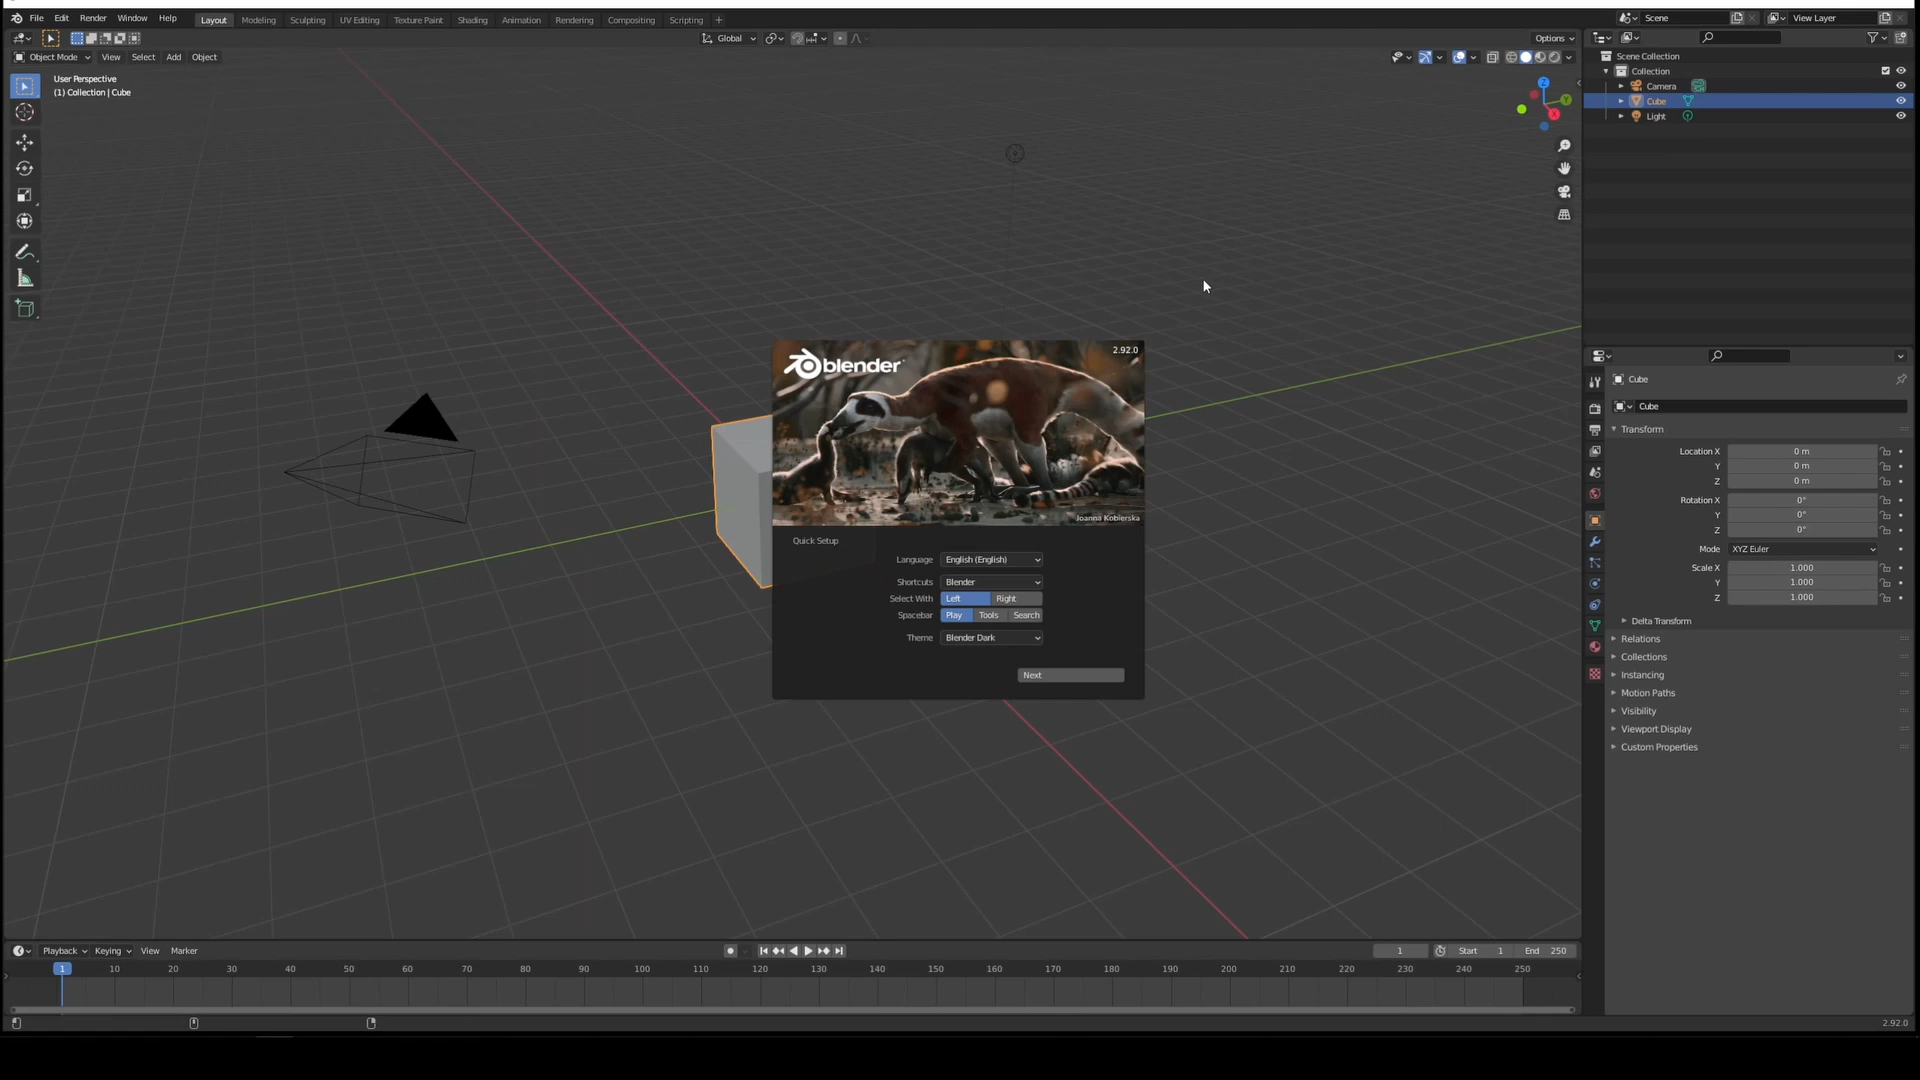 File Edit Render Window Help Layout Modeling Sculpting UV Editing Texture Paint Shading Animation Rendering Compositing Scripting + Scene View Layer
Global Options
Object Mode View Select Add Object
User Perspective
(1) Collection | Cube
Z
Y
X
Scene Collection
Collection
Camera
Cube
Light
blender
2.92.0
Joanna Kobierska
Quick Setup
Language English (English)
Shortcuts Blender
Select With Left Right
Spacebar Play Tools Search
Theme Blender Dark
Next
Cube
Cube
Transform
Location X 0 m
Y 0 m
Z 0 m
Rotation X 0°
Y 0°
Z 0°
Mode XYZ Euler
Scale X 1.000
Y 1.000
Z 1.000
Delta Transform
Relations
Collections
Instancing
Motion Paths
Visibility
Viewport Display
Custom Properties
Playback Keying View Marker 1 Start 1 End 250
1 10 20 30 40 50 60 70 80 90 100 110 120 130 140 150 160 170 180 190 200 210 220 230 240 250
2.92.0